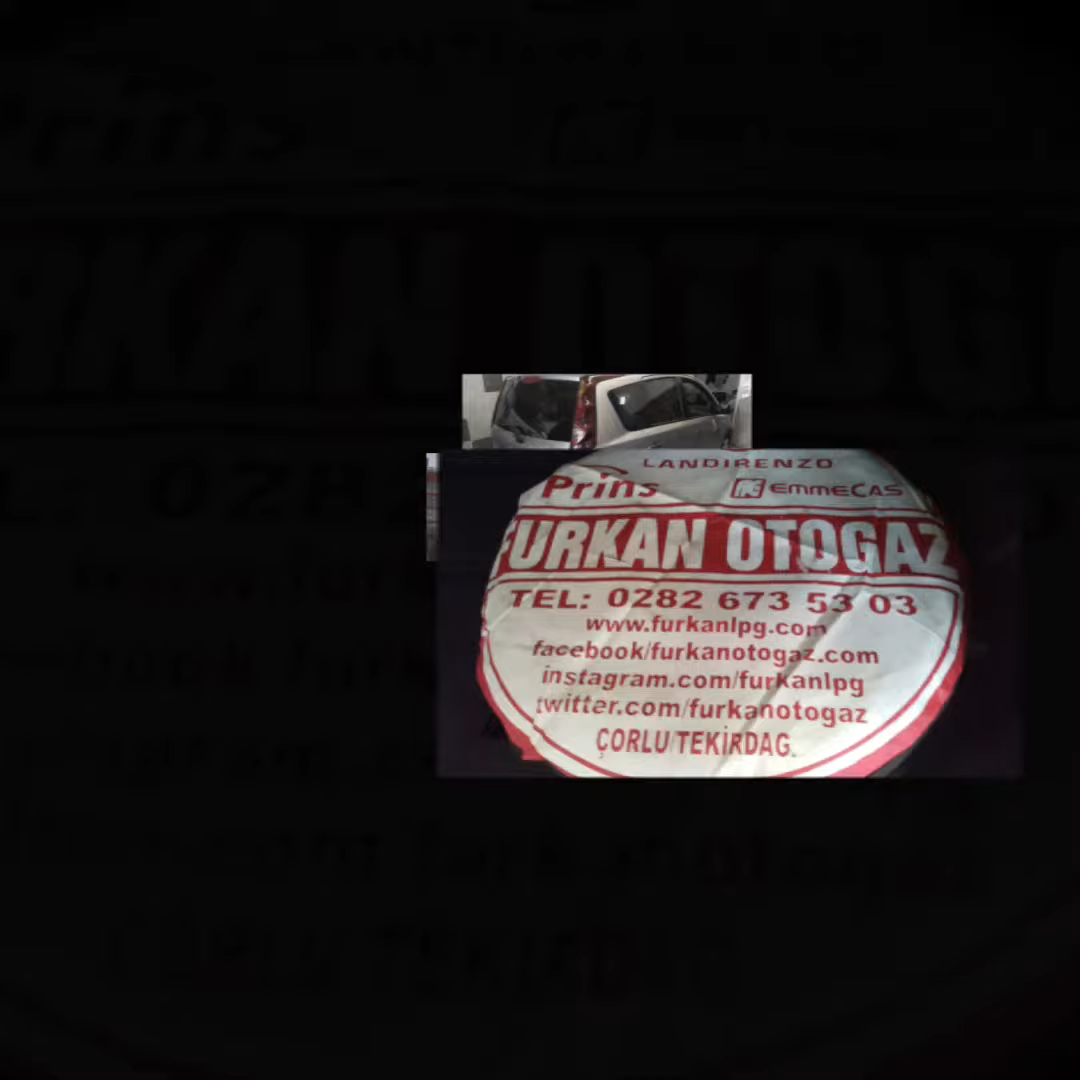 LANDIRENZO
Prins EMMEGAS
FURKAN OTOGAZ
TEL: 0282 673 53 03
www.furkanlpg.com
facebook/furkanotogaz.com
instagram.com/furkanlpg
twitter.com/furkanotogaz
ÇORLU/TEKİRDAG